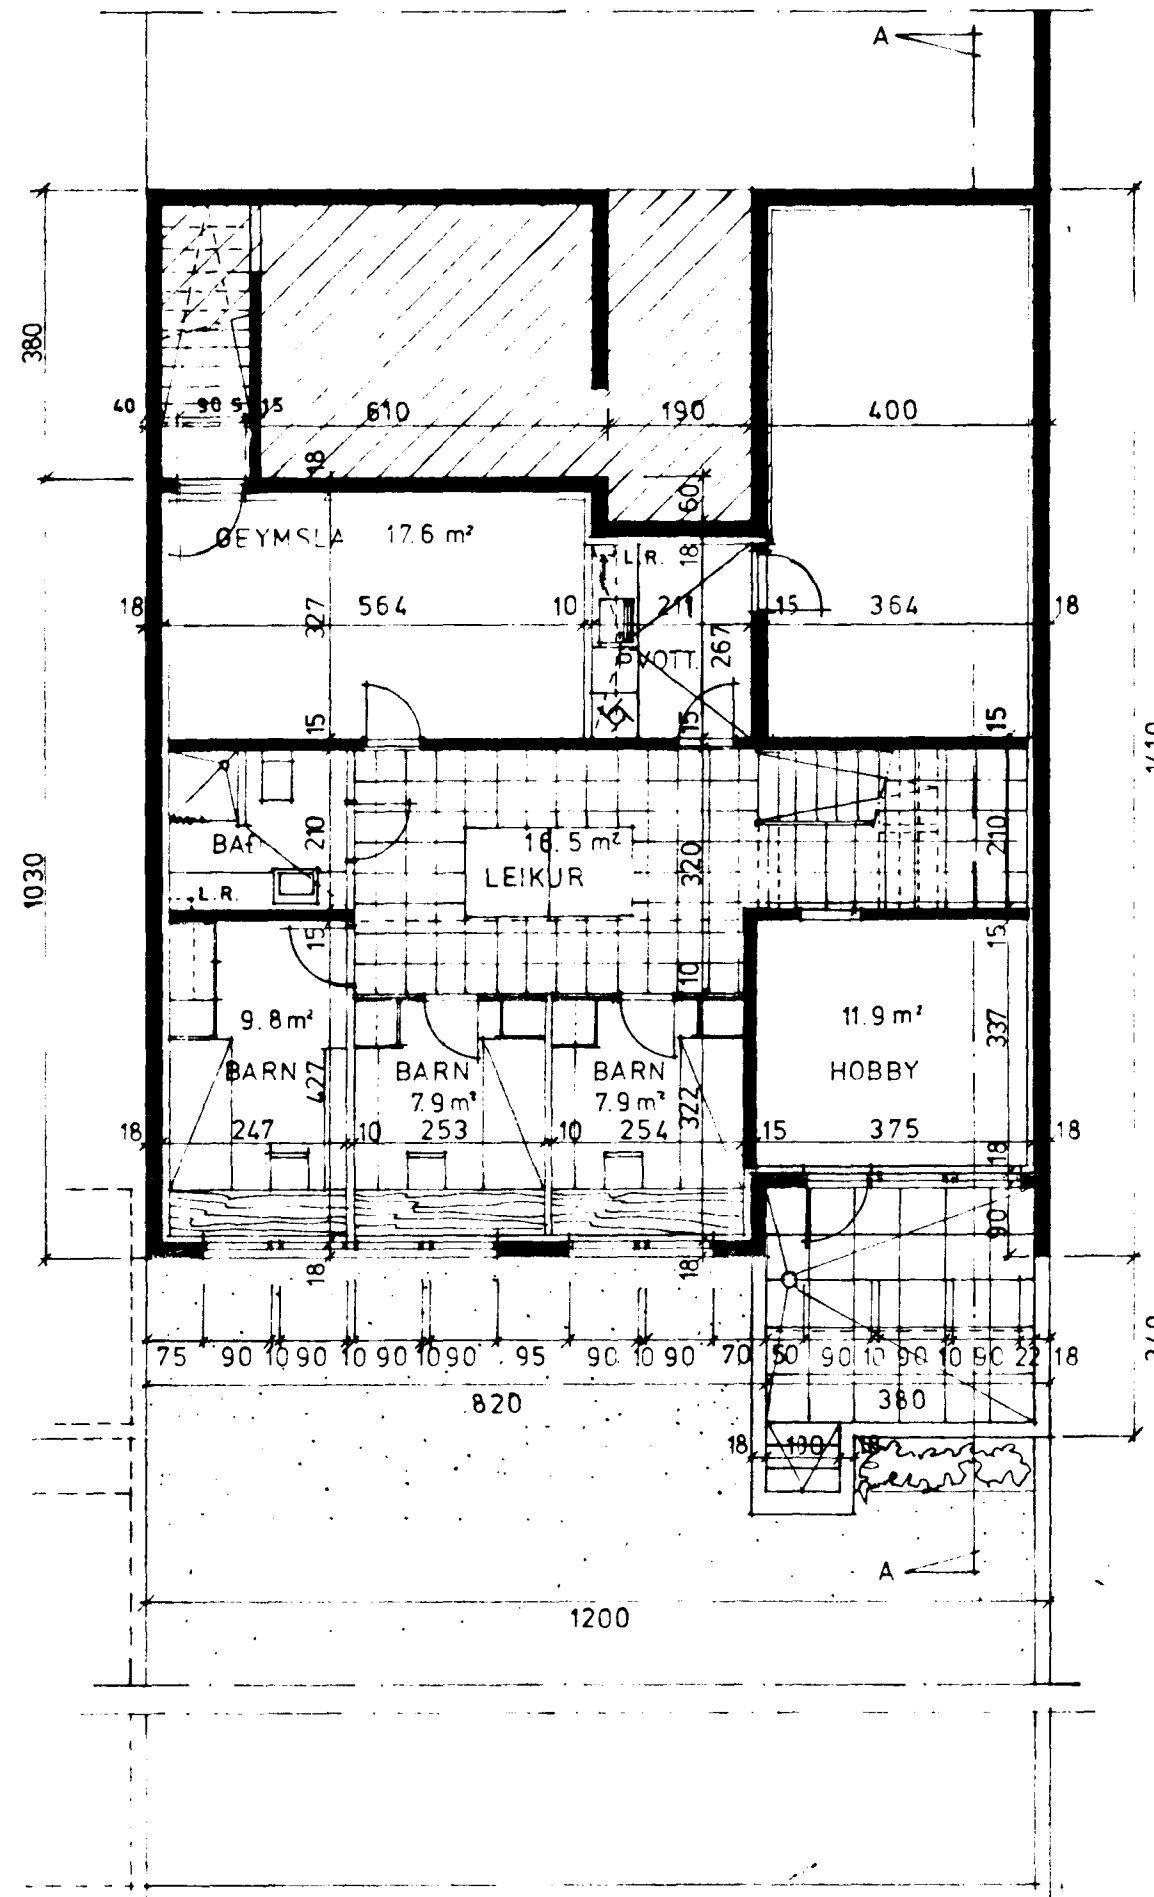 A
380
40 90 5 15 610 190 400
18
60
GEYMSLA 17.6 m²
L.R.
18
18 327 564 10 211 15 364 18
ÞVOTT. 267
15 15 15
1410
BAÐ 210 16.5 m² 210
LEIKUR 320
1030
L.R.
15 10 15
9.8 m² 11.9 m² 337
BARN BARN BARN HOBBY
427 7.9 m² 7.9 m² 322
18 247 10 253 10 254 15 375 18
18
90
18 18
75 90 10 90 10 90 10 90 95 90 10 90 70 50 90 10 90 10 90 22 18
820 380
240
18 100 18
A
1200